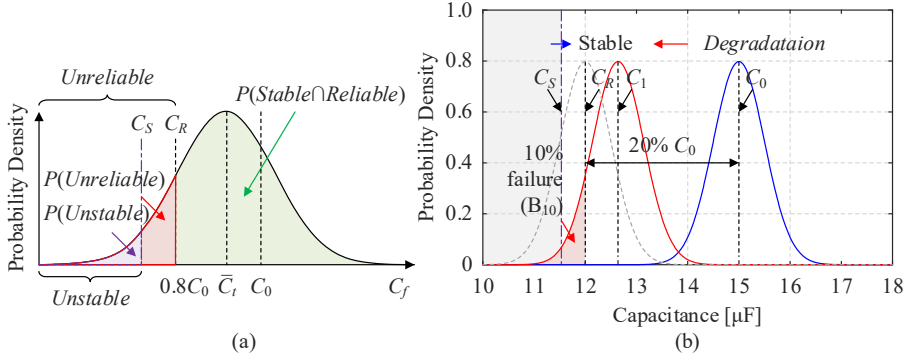 Probability Density
Unreliable
C_S C_R
P(Stable∩Reliable)
P(Unreliable)
P(Unstable)
Unstable
0.8C_0 C̅_t C_0 C_f
(a)
Probability Density
1.0
0.8
0.6
0.4
0.2
0
Stable Degradataion
C_S C_R C_1 C_0
20% C_0
10%
failure
(B_10)
10 11 12 13 14 15 16 17 18
Capacitance [μF]
(b)